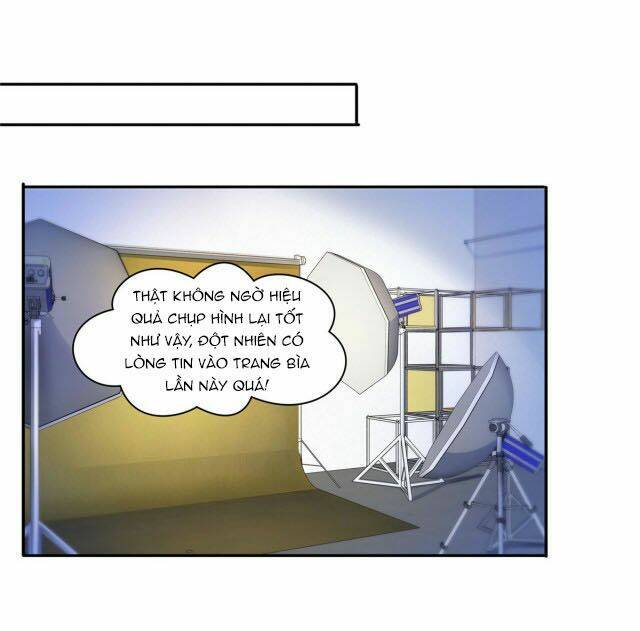 THẬT KHÔNG NGỜ HIỆU
QUẢ CHỤP HÌNH LẠI TỐT
NHƯ VẬY, ĐỘT NHIÊN CÓ
LÒNG TIN VÀO TRANG BÌA
LẦN NÀY QUÁ!